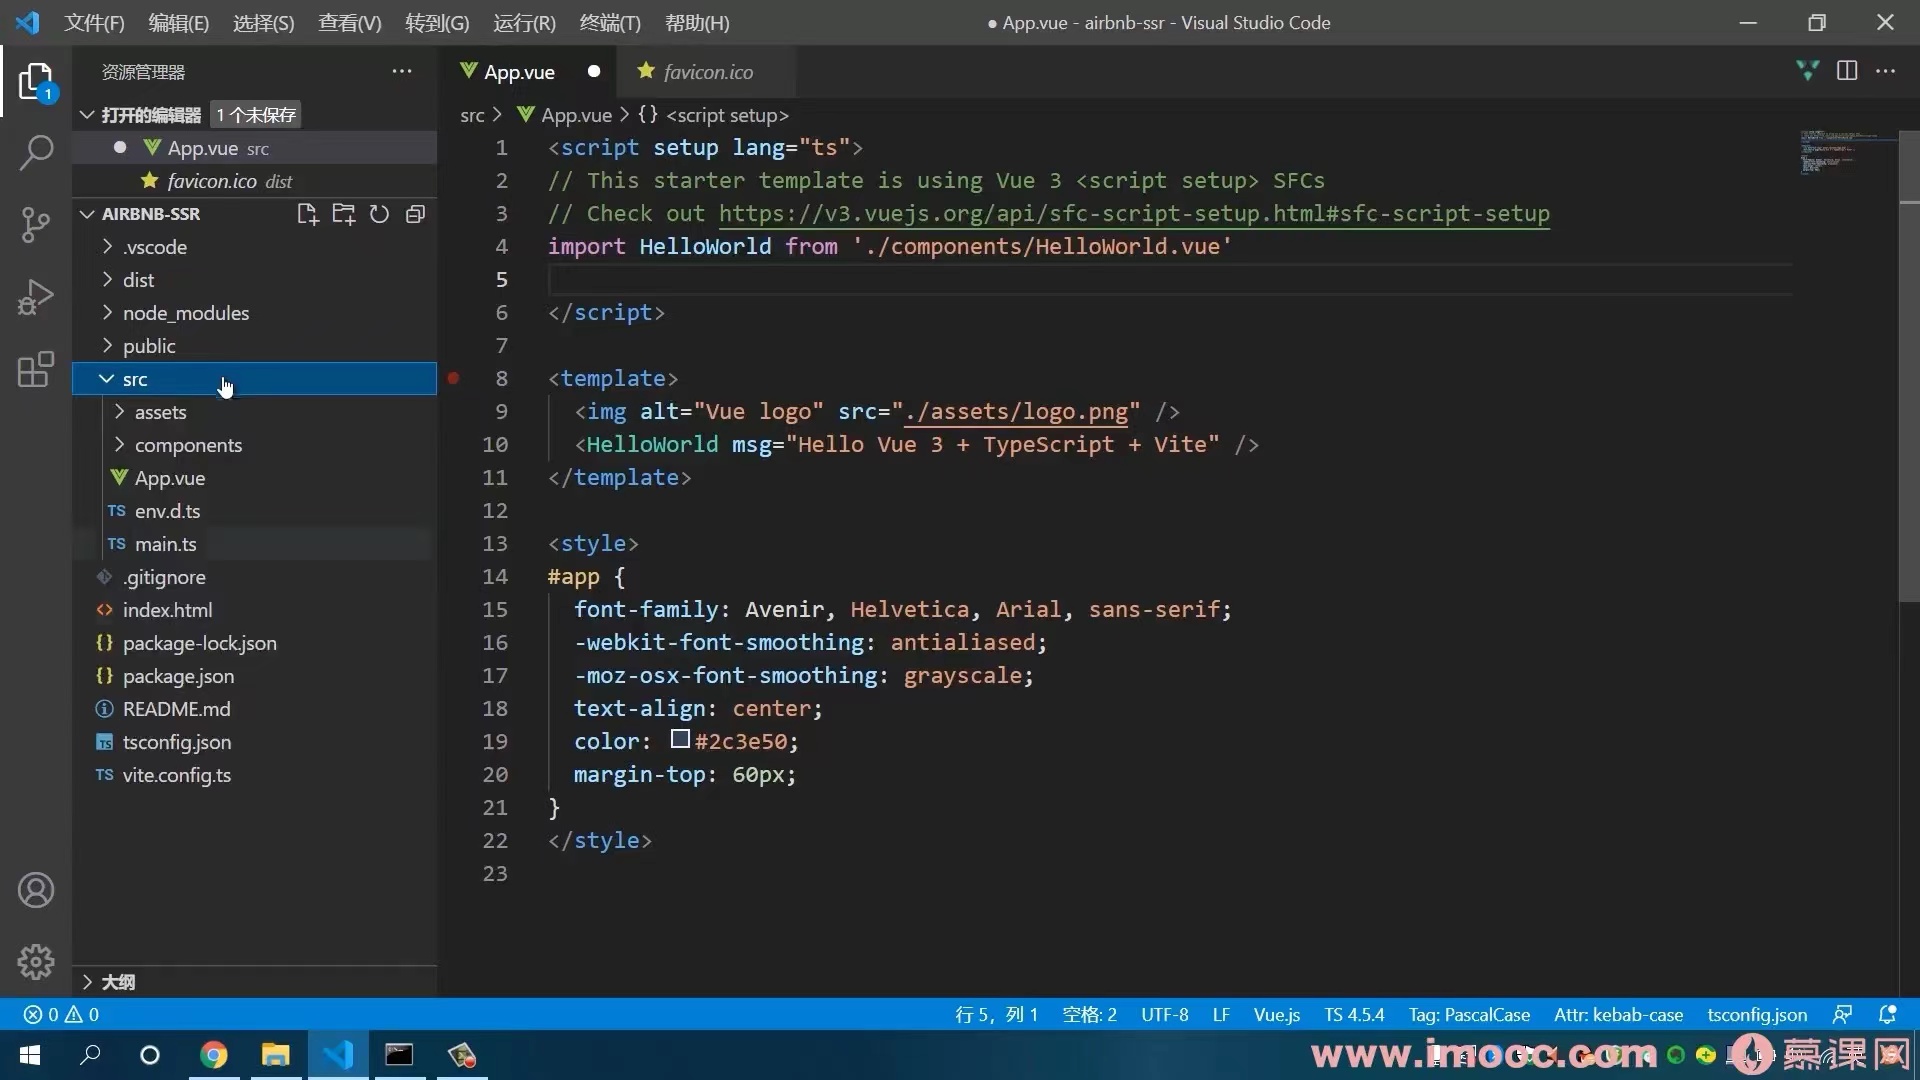 文件(F) 编辑(E) 选择(S) 查看(V) 转到(G) 运行(R) 终端(T) 帮助(H) ● App.vue - airbnb-ssr - Visual Studio Code
资源管理器
App.vue
favicon.ico
1
打开的编辑器 1 个未保存
App.vue src
favicon.ico dist
AIRBNB-SSR
.vscode
dist
node_modules
public
src
assets
components
App.vue
env.d.ts
main.ts
.gitignore
index.html
package-lock.json
package.json
README.md
tsconfig.json
vite.config.ts
大纲
src > App.vue > {} <script setup>
1 <script setup lang="ts">
2 // This starter template is using Vue 3 <script setup> SFCs
3 // Check out https://v3.vuejs.org/api/sfc-script-setup.html#sfc-script-setup
4 import HelloWorld from './components/HelloWorld.vue'
5
6 </script>
7
8 <template>
9 <img alt="Vue logo" src="./assets/logo.png" />
10 <HelloWorld msg="Hello Vue 3 + TypeScript + Vite" />
11 </template>
12
13 <style>
14 #app {
15 font-family: Avenir, Helvetica, Arial, sans-serif;
16 -webkit-font-smoothing: antialiased;
17 -moz-osx-font-smoothing: grayscale;
18 text-align: center;
19 color: #2c3e50;
20 margin-top: 60px;
21 }
22 </style>
23
0 0 行 5，列 1 空格: 2 UTF-8 LF Vue.js TS 4.5.4 Tag: PascalCase Attr: kebab-case tsconfig.json
www.imooc.com 慕课网